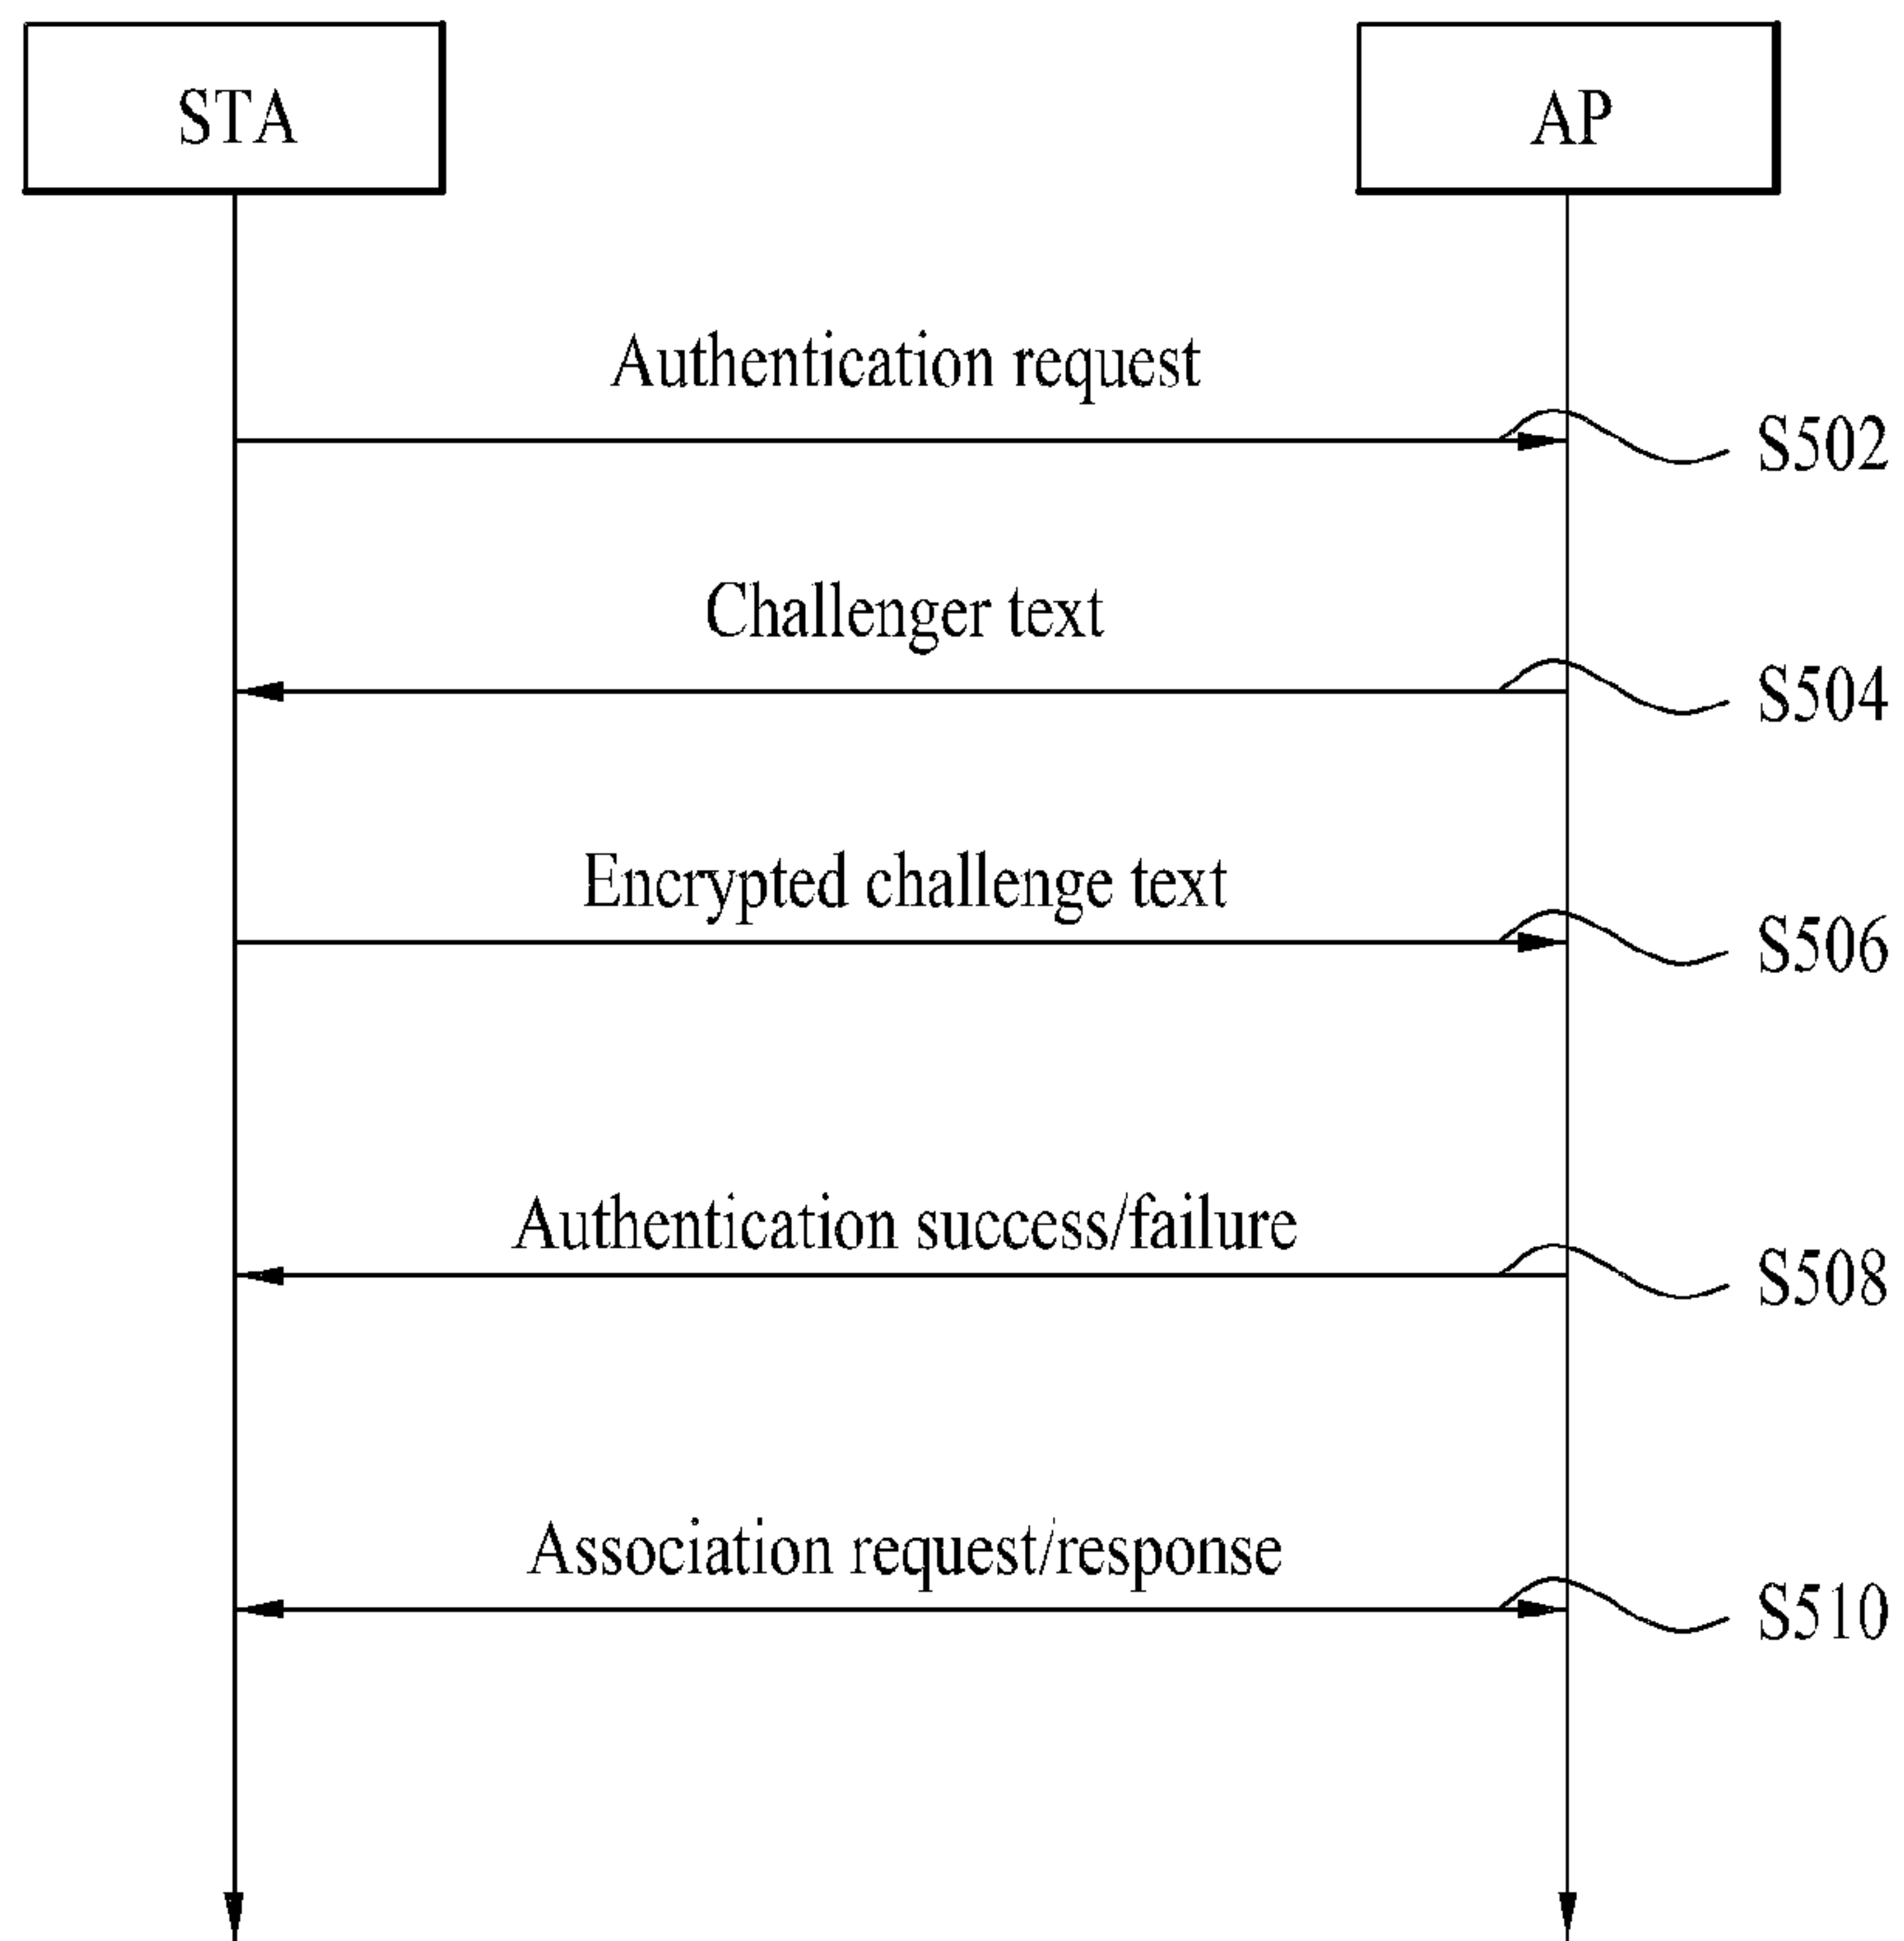 STA
AP
Authentication request
S502
Challenger text
S504
Encrypted challenge text
S506
Authentication success/failure
S508
Association request/response
S510